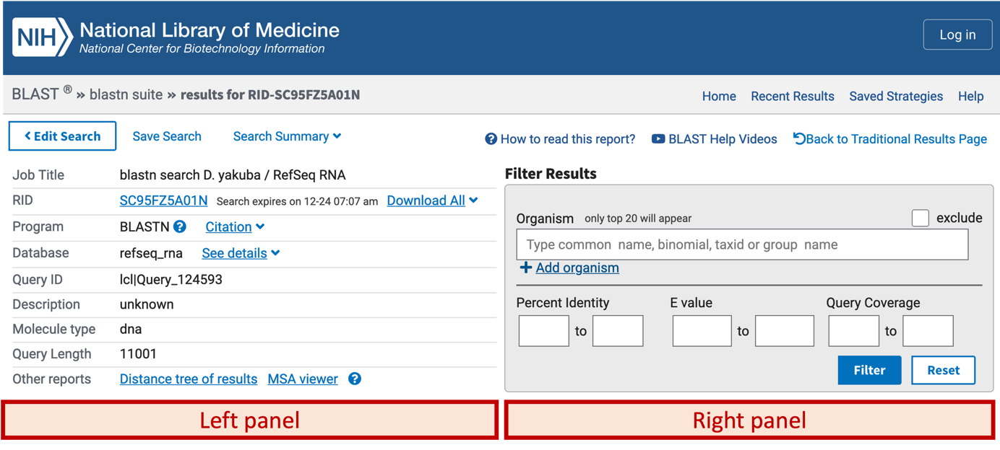 NIH National Library of Medicine
National Center for Biotechnology Information
Log in
BLAST ® » blastn suite » results for RID-SC95FZ5A01N
Home Recent Results Saved Strategies Help
Edit Search Save Search Search Summary
How to read this report? BLAST Help Videos Back to Traditional Results Page
Job Title blastn search D. yakuba / RefSeq RNA
RID SC95FZ5A01N Search expires on 12-24 07:07 am Download All
Program BLASTN Citation
Database refseq_rna See details
Query ID lcl|Query_124593
Description unknown
Molecule type dna
Query Length 11001
Other reports Distance tree of results MSA viewer
Filter Results
Organism only top 20 will appear exclude
Type common name, binomial, taxid or group name
Add organism
Percent Identity E value Query Coverage
to to to
Filter Reset
Left panel
Right panel